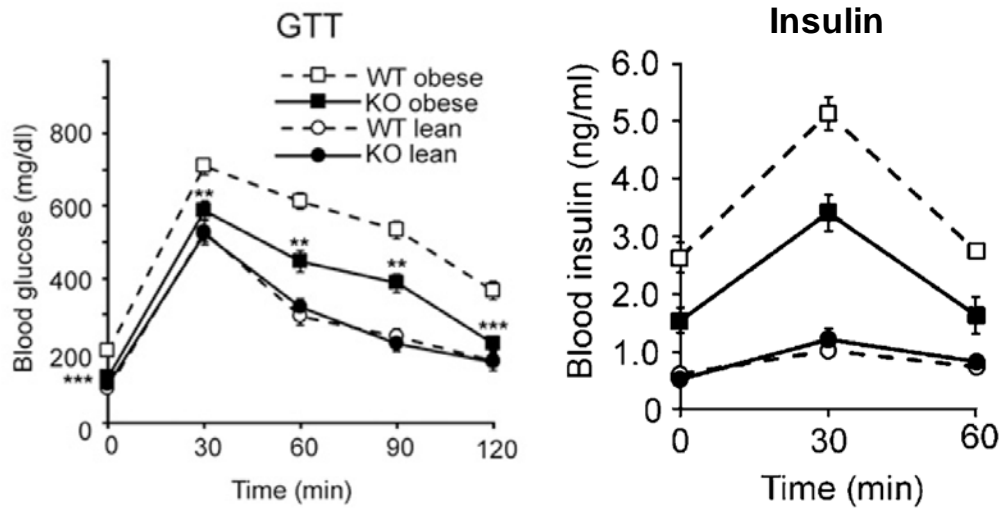 GTT
WT obese
KO obese
WT lean
KO lean
Blood glucose (mg/dl)
800
600
400
200
0
**
**
**
***
***
0 30 60 90 120
Time (min)
Insulin
Blood insulin (ng/ml)
6.0
5.0
4.0
3.0
2.0
1.0
0
0 30 60
Time (min)